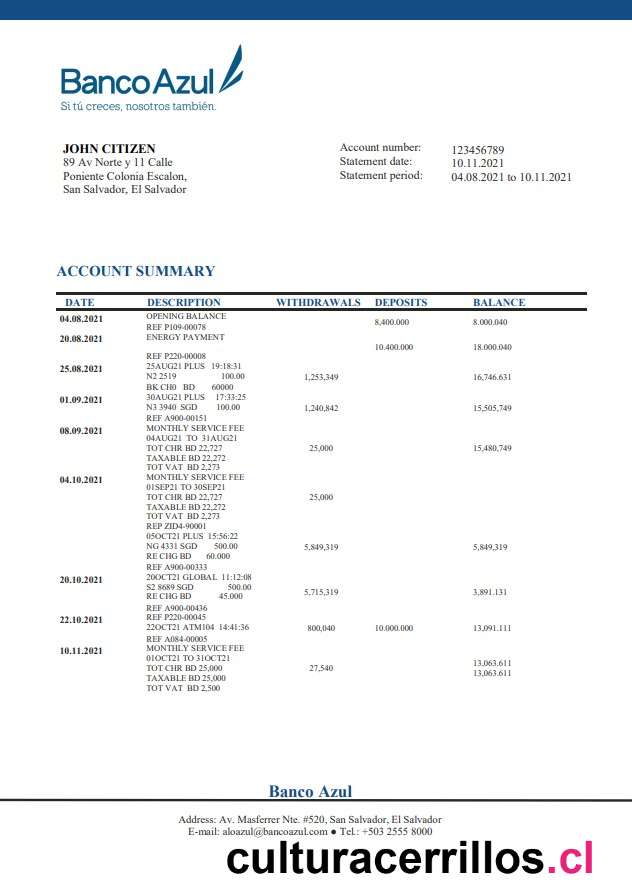 Banco Azul
Si tú creces, nosotros también.
JOHN CITIZEN
89 Av Norte y 11 Calle
Poniente Colonia Escalon,
San Salvador, El Salvador
Account number: 123456789
Statement date: 10.11.2021
Statement period: 04.08.2021 to 10.11.2021
ACCOUNT SUMMARY
DATE DESCRIPTION WITHDRAWALS DEPOSITS BALANCE
04.08.2021 OPENING BALANCE
8,400.000 8.000.040
REF P109-00078
20.08.2021 ENERGY PAYMENT
10.400.000 18.000.040
REF P220-00008
25.08.2021 25AUG21 PLUS 19:18:31
N2 2519 100.00 1,253,349 16,746.631
BK CH0 BD 60000
01.09.2021 30AUG21 PLUS 17:33:25
N3 3940 SGD 100.00 1,240,842 15,505,749
REF A900-00151
08.09.2021 MONTHLY SERVICE FEE
04AUG21 TO 31AUG21
TOT CHR BD 22,727 25,000 15,480,749
TAXABLE BD 22,272
TOT VAT BD 2,273
04.10.2021 MONTHLY SERVICE FEE
01SEP21 TO 30SEP21
TOT CHR BD 22,727 25,000
TAXABLE BD 22,272
TOT VAT BD 2,273
REP ZID4-90001
05OCT21 PLUS 15:56:22
NG 4331 SGD 500.00 5,849,319 5,849,319
RE CHG BD 60.000
REF A900-00333
20.10.2021 20OCT21 GLOBAL 11:12:08
S2 8689 SGD 500.00 5,715,319 3,891.131
RE CHG BD 45.000
REF A900-00436
22.10.2021 REF P220-00045
22OCT21 ATM104 14:41:36 800,040 10.000.000 13,091.111
REF A084-00005
10.11.2021 MONTHLY SERVICE FEE
01OCT21 TO 31OCT21 13,063.611
TOT CHR BD 25,000 27,540 13,063.611
TAXABLE BD 25,000
TOT VAT BD 2,500
Banco Azul
Address: Av. Masferrer Nte. #520, San Salvador, El Salvador
E-mail: aloazul@bancoazul.com ● Tel.: +503 2555 8000
culturacerrillos.cl